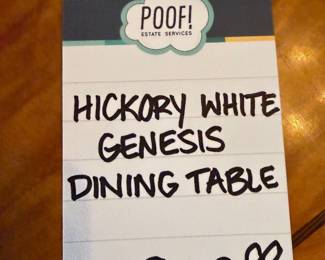 POOF!
ESTATE SERVICES
HICKORY WHITE
GENESIS
DINING TABLE